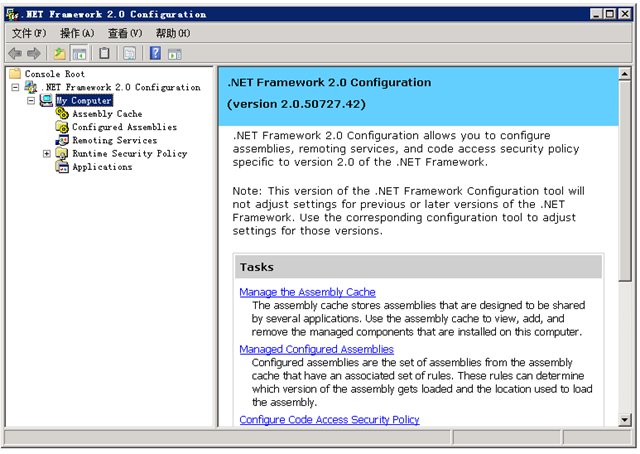 .NET Framework 2.0 Configuration
文件(F) 操作(A) 查看(V) 帮助(H)
Console Root
.NET Framework 2.0 Configuration
My Computer
Assembly Cache
Configured Assemblies
Remoting Services
Runtime Security Policy
Applications
.NET Framework 2.0 Configuration
(version 2.0.50727.42)
.NET Framework 2.0 Configuration allows you to configure
assemblies, remoting services, and code access security policy
specific to version 2.0 of the .NET Framework.
Note: This version of the .NET Framework Configuration tool will
not adjust settings for previous or later versions of the .NET
Framework. Use the corresponding configuration tool to adjust
settings for those versions.
Tasks
Manage the Assembly Cache
The assembly cache stores assemblies that are designed to be shared
by several applications. Use the assembly cache to view, add, and
remove the managed components that are installed on this computer.
Managed Configured Assemblies
Configured assemblies are the set of assemblies from the assembly
cache that have an associated set of rules. These rules can determine
which version of the assembly gets loaded and the location used to load
the assembly.
Configure Code Access Security Policy